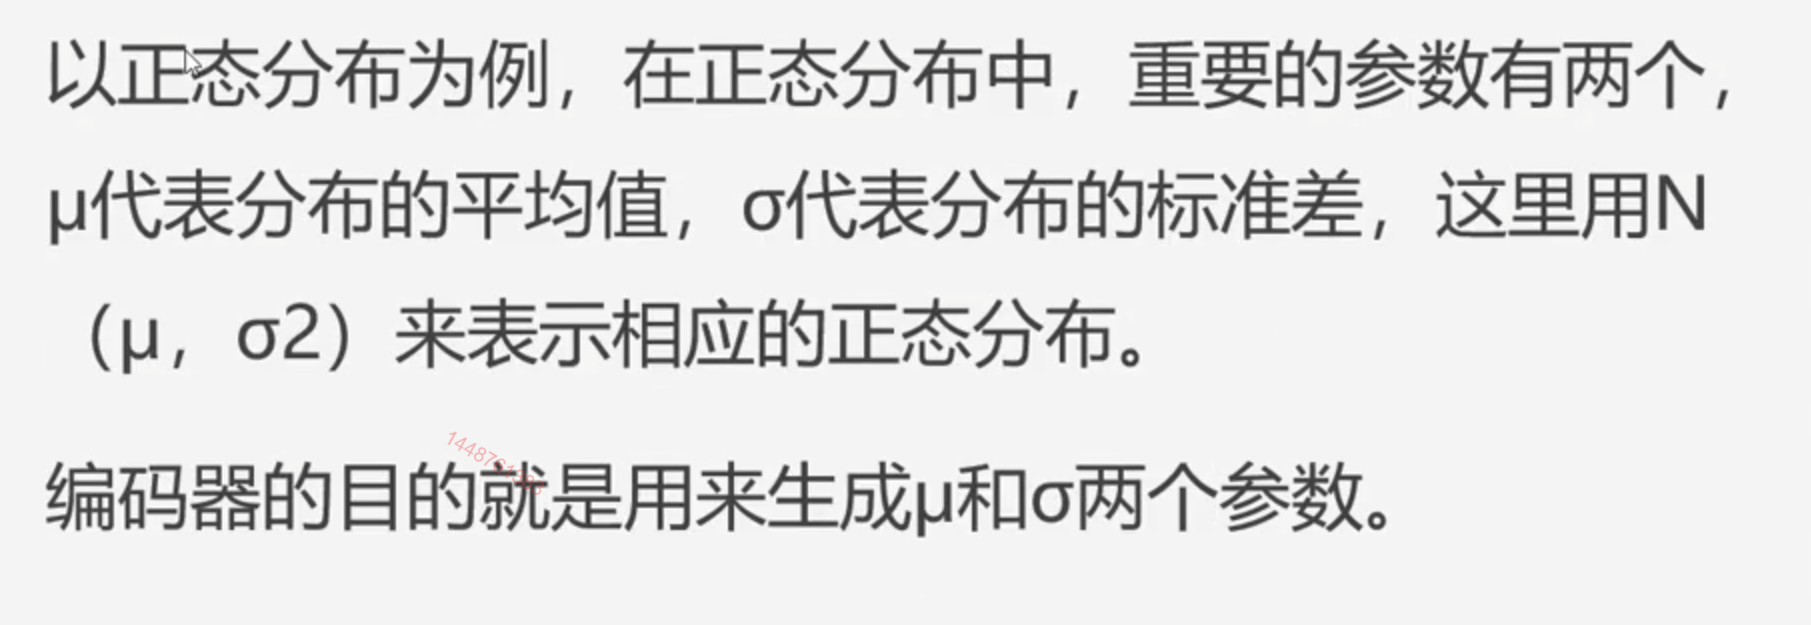 以正态分布为例，在正态分布中，重要的参数有两个，
μ代表分布的平均值，σ代表分布的标准差，这里用N
（μ，σ2）来表示相应的正态分布。
编码器的目的就是用来生成μ和σ两个参数。